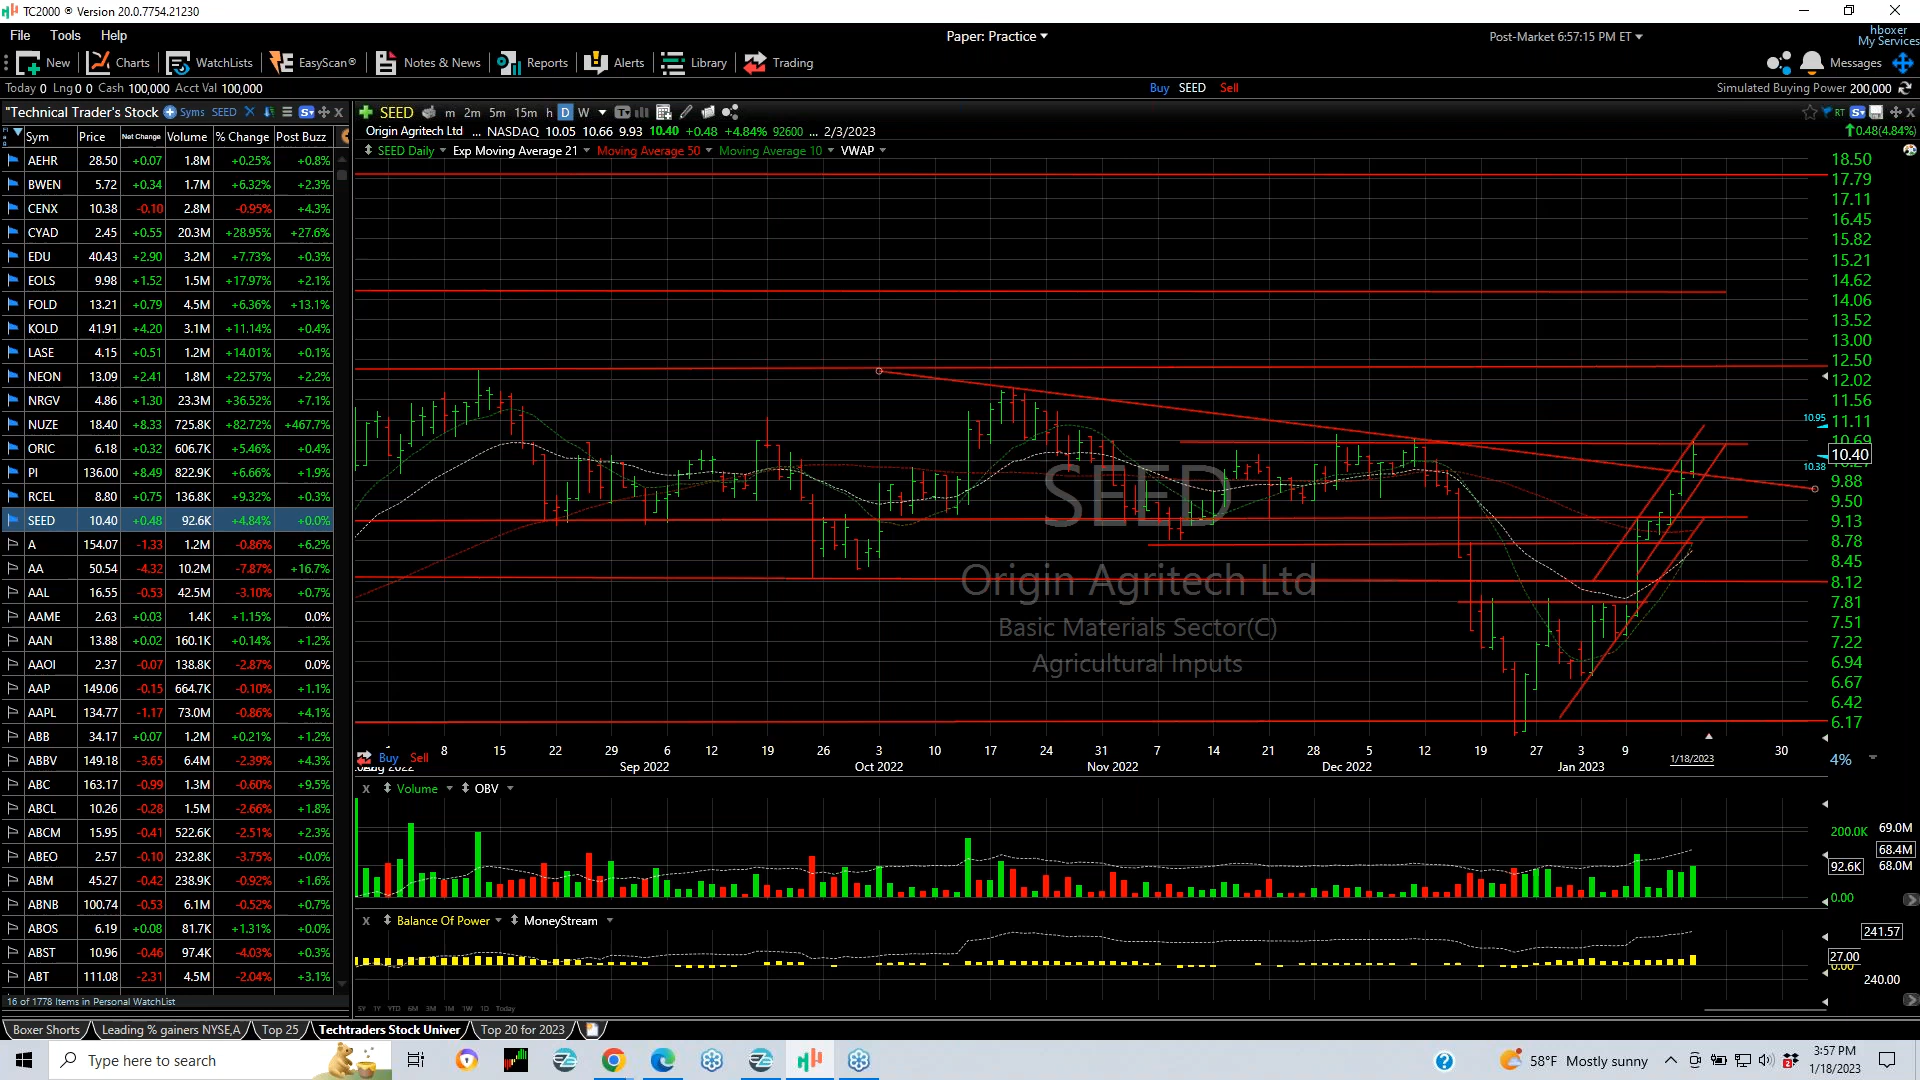 TC2000 ® Version 20.0.7754.21230
File Tools Help
Paper: Practice
Post-Market 6:57:15 PM ET
hboxer
My Services
New Charts WatchLists EasyScan® Notes & News Reports Alerts Library Trading
Messages
Today 0 Lng 0 0 Cash 100,000 Acct Val 100,000
Buy SEED Sell
Simulated Buying Power 200,000
"Technical Trader's Stock Syms SEED
Sym Price Net Change Volume % Change Post Buzz
AEHR 28.50 +0.07 1.8M +0.25% +0.8%
BWEN 5.72 +0.34 1.7M +6.32% +2.3%
CENX 10.38 -0.10 2.8M -0.95% +4.3%
CYAD 2.45 +0.55 20.3M +28.95% +27.6%
EDU 40.43 +2.90 3.2M +7.73% +0.3%
EOLS 9.98 +1.52 1.5M +17.97% +2.1%
FOLD 13.21 +0.79 4.5M +6.36% +13.1%
KOLD 41.91 +4.20 3.1M +11.14% +0.4%
LASE 4.15 +0.51 1.2M +14.01% +0.1%
NEON 13.09 +2.41 1.8M +22.57% +2.2%
NRGV 4.86 +1.30 23.3M +36.52% +7.1%
NUZE 18.40 +8.33 725.8K +82.72% +467.7%
ORIC 6.18 +0.32 606.7K +5.46% +0.4%
PI 136.00 +8.49 822.9K +6.66% +1.9%
RCEL 8.80 +0.75 136.8K +9.32% +0.3%
SEED 10.40 +0.48 92.6K +4.84% +0.0%
A 154.07 -1.33 1.2M -0.86% +6.2%
AA 50.54 -4.32 10.2M -7.87% +16.7%
AAL 16.55 -0.53 42.5M -3.10% +0.7%
AAME 2.63 +0.03 1.4K +1.15% 0.0%
AAN 13.88 +0.02 160.1K +0.14% +1.2%
AAOI 2.37 -0.07 138.8K -2.87% 0.0%
AAP 149.06 -0.15 664.7K -0.10% +1.1%
AAPL 134.77 -1.17 73.0M -0.86% +4.1%
ABB 34.17 +0.07 1.2M +0.21% +1.2%
ABBV 149.18 -3.65 6.4M -2.39% +4.3%
ABC 163.17 -0.99 1.3M -0.60% +9.5%
ABCL 10.26 -0.28 1.5M -2.66% +1.8%
ABCM 15.95 -0.41 522.6K -2.51% +2.3%
ABEO 2.57 -0.10 232.8K -3.75% +0.0%
ABM 45.27 -0.42 238.9K -0.92% +1.6%
ABNB 100.74 -0.53 6.1M -0.52% +0.7%
ABOS 6.19 +0.08 81.7K +1.31% +0.0%
ABST 10.96 -0.46 97.4K -4.03% +0.3%
ABT 111.08 -2.31 4.5M -2.04% +3.1%
16 of 1778 Items in Personal WatchList
SEED m 2m 5m 15m h D W
RT
Origin Agritech Ltd ... NASDAQ 10.05 10.66 9.93 10.40 +0.48 +4.84% 92600 ... 2/3/2023
0.48(4.84%)
SEED Daily Exp Moving Average 21 Moving Average 50 Moving Average 10 VWAP
18.50
17.79
17.11
16.45
15.82
15.21
14.62
14.06
13.52
13.00
12.50
12.02
11.56
10.95 11.11
10.69
10.40
10.38
9.88
9.50
9.13
8.78
8.45
8.12
7.81
7.51
7.22
6.94
6.67
6.42
6.17
SEED
Origin Agritech Ltd
Basic Materials Sector(C)
Agricultural Inputs
8 15 22 29 6 12 19 26 3 10 17 24 31 7 14 21 28 5 12 19 27 3 9 1/18/2023 30
Buy Sell
Aug 2022 Sep 2022 Oct 2022 Nov 2022 Dec 2022 Jan 2023
4%
X Volume OBV
200.0K 69.0M
68.4M
92.6K 68.0M
0.00
X Balance Of Power MoneyStream
241.57
27.00
0.00
240.00
5Y 1Y YTD 6M 3M 1M 1W 1D Today
Boxer Shorts Leading % gainers NYSE,A Top 25 Techtraders Stock Univer Top 20 for 2023
Type here to search
58°F Mostly sunny
3:57 PM
1/18/2023